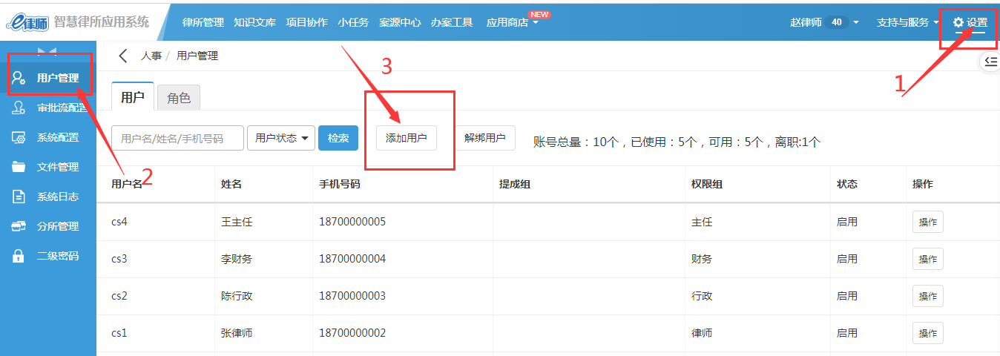 e律师 智慧律所应用系统 律所管理 知识文库 项目协作 小任务 案源中心 办案工具 应用商店 NEW 赵律师 40 支持与服务 设置
人事 / 用户管理
3
1
用户管理
审批流配置
系统配置
文件管理
系统日志
分所管理
二级密码
2
用户 角色
用户名/姓名/手机号码 用户状态 检索 添加用户 解绑用户 账号总量：10个，已使用：5个，可用：5个，离职:1个
用户名 姓名 手机号码 提成组 权限组 状态 操作
cs4 王主任 18700000005 主任 启用 操作
cs3 李财务 18700000004 财务 启用 操作
cs2 陈行政 18700000003 行政 启用 操作
cs1 张律师 18700000002 律师 启用 操作